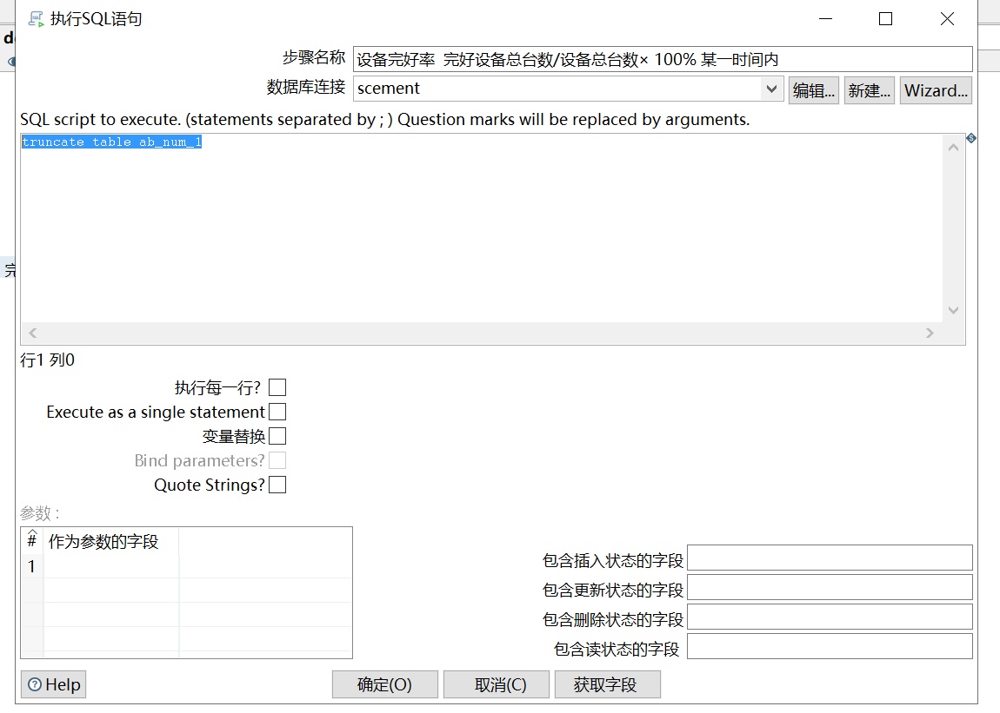 执行SQL语句
步骤名称 设备完好率 完好设备总台数/设备总台数× 100% 某一时间内
数据库连接 scement 编辑... 新建... Wizard...
SQL script to execute. (statements separated by ; ) Question marks will be replaced by arguments.
truncate table ab_num_1
行1 列0
执行每一行?
Execute as a single statement
变量替换
Bind parameters?
Quote Strings?
参数 :
# 作为参数的字段
1
包含插入状态的字段
包含更新状态的字段
包含删除状态的字段
包含读状态的字段
Help 确定(O) 取消(C) 获取字段